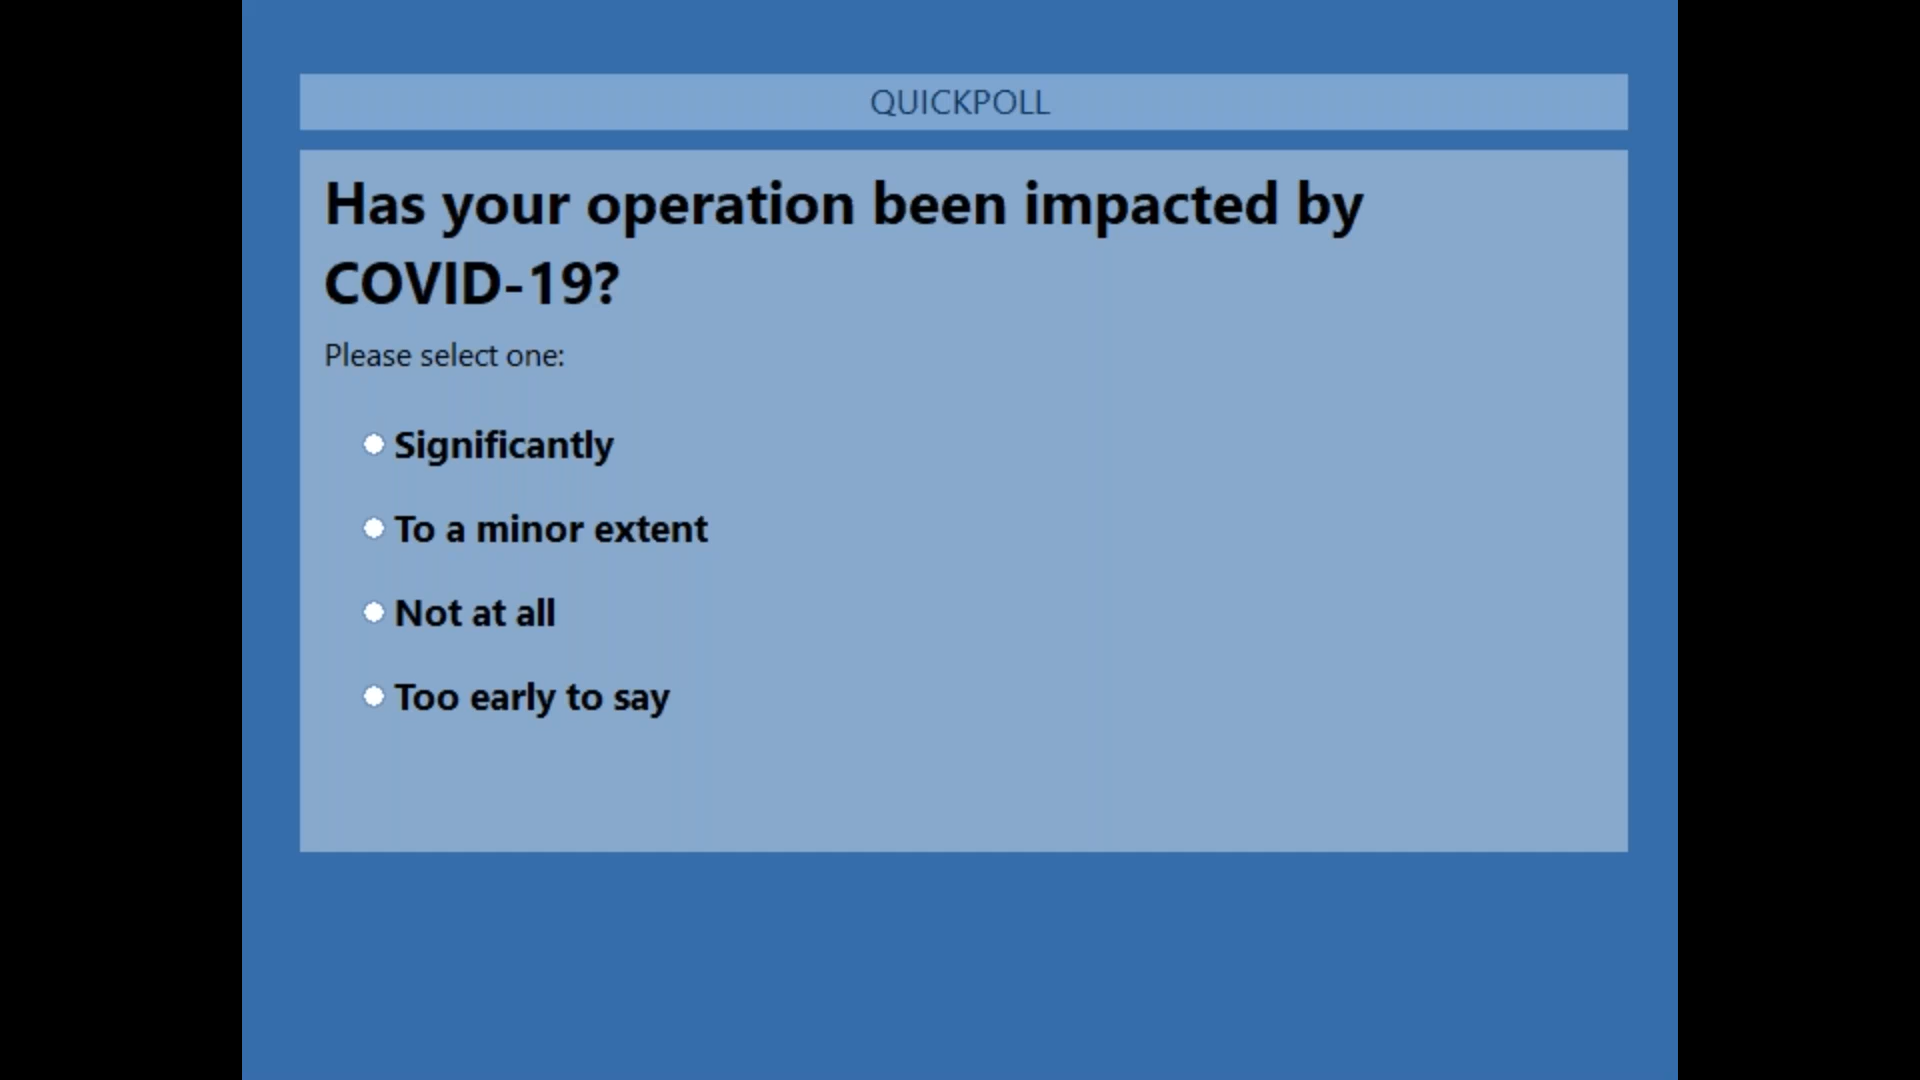 QUICKPOLL
Has your operation been impacted by
COVID-19?
Please select one:
Significantly
To a minor extent
Not at all
Too early to say